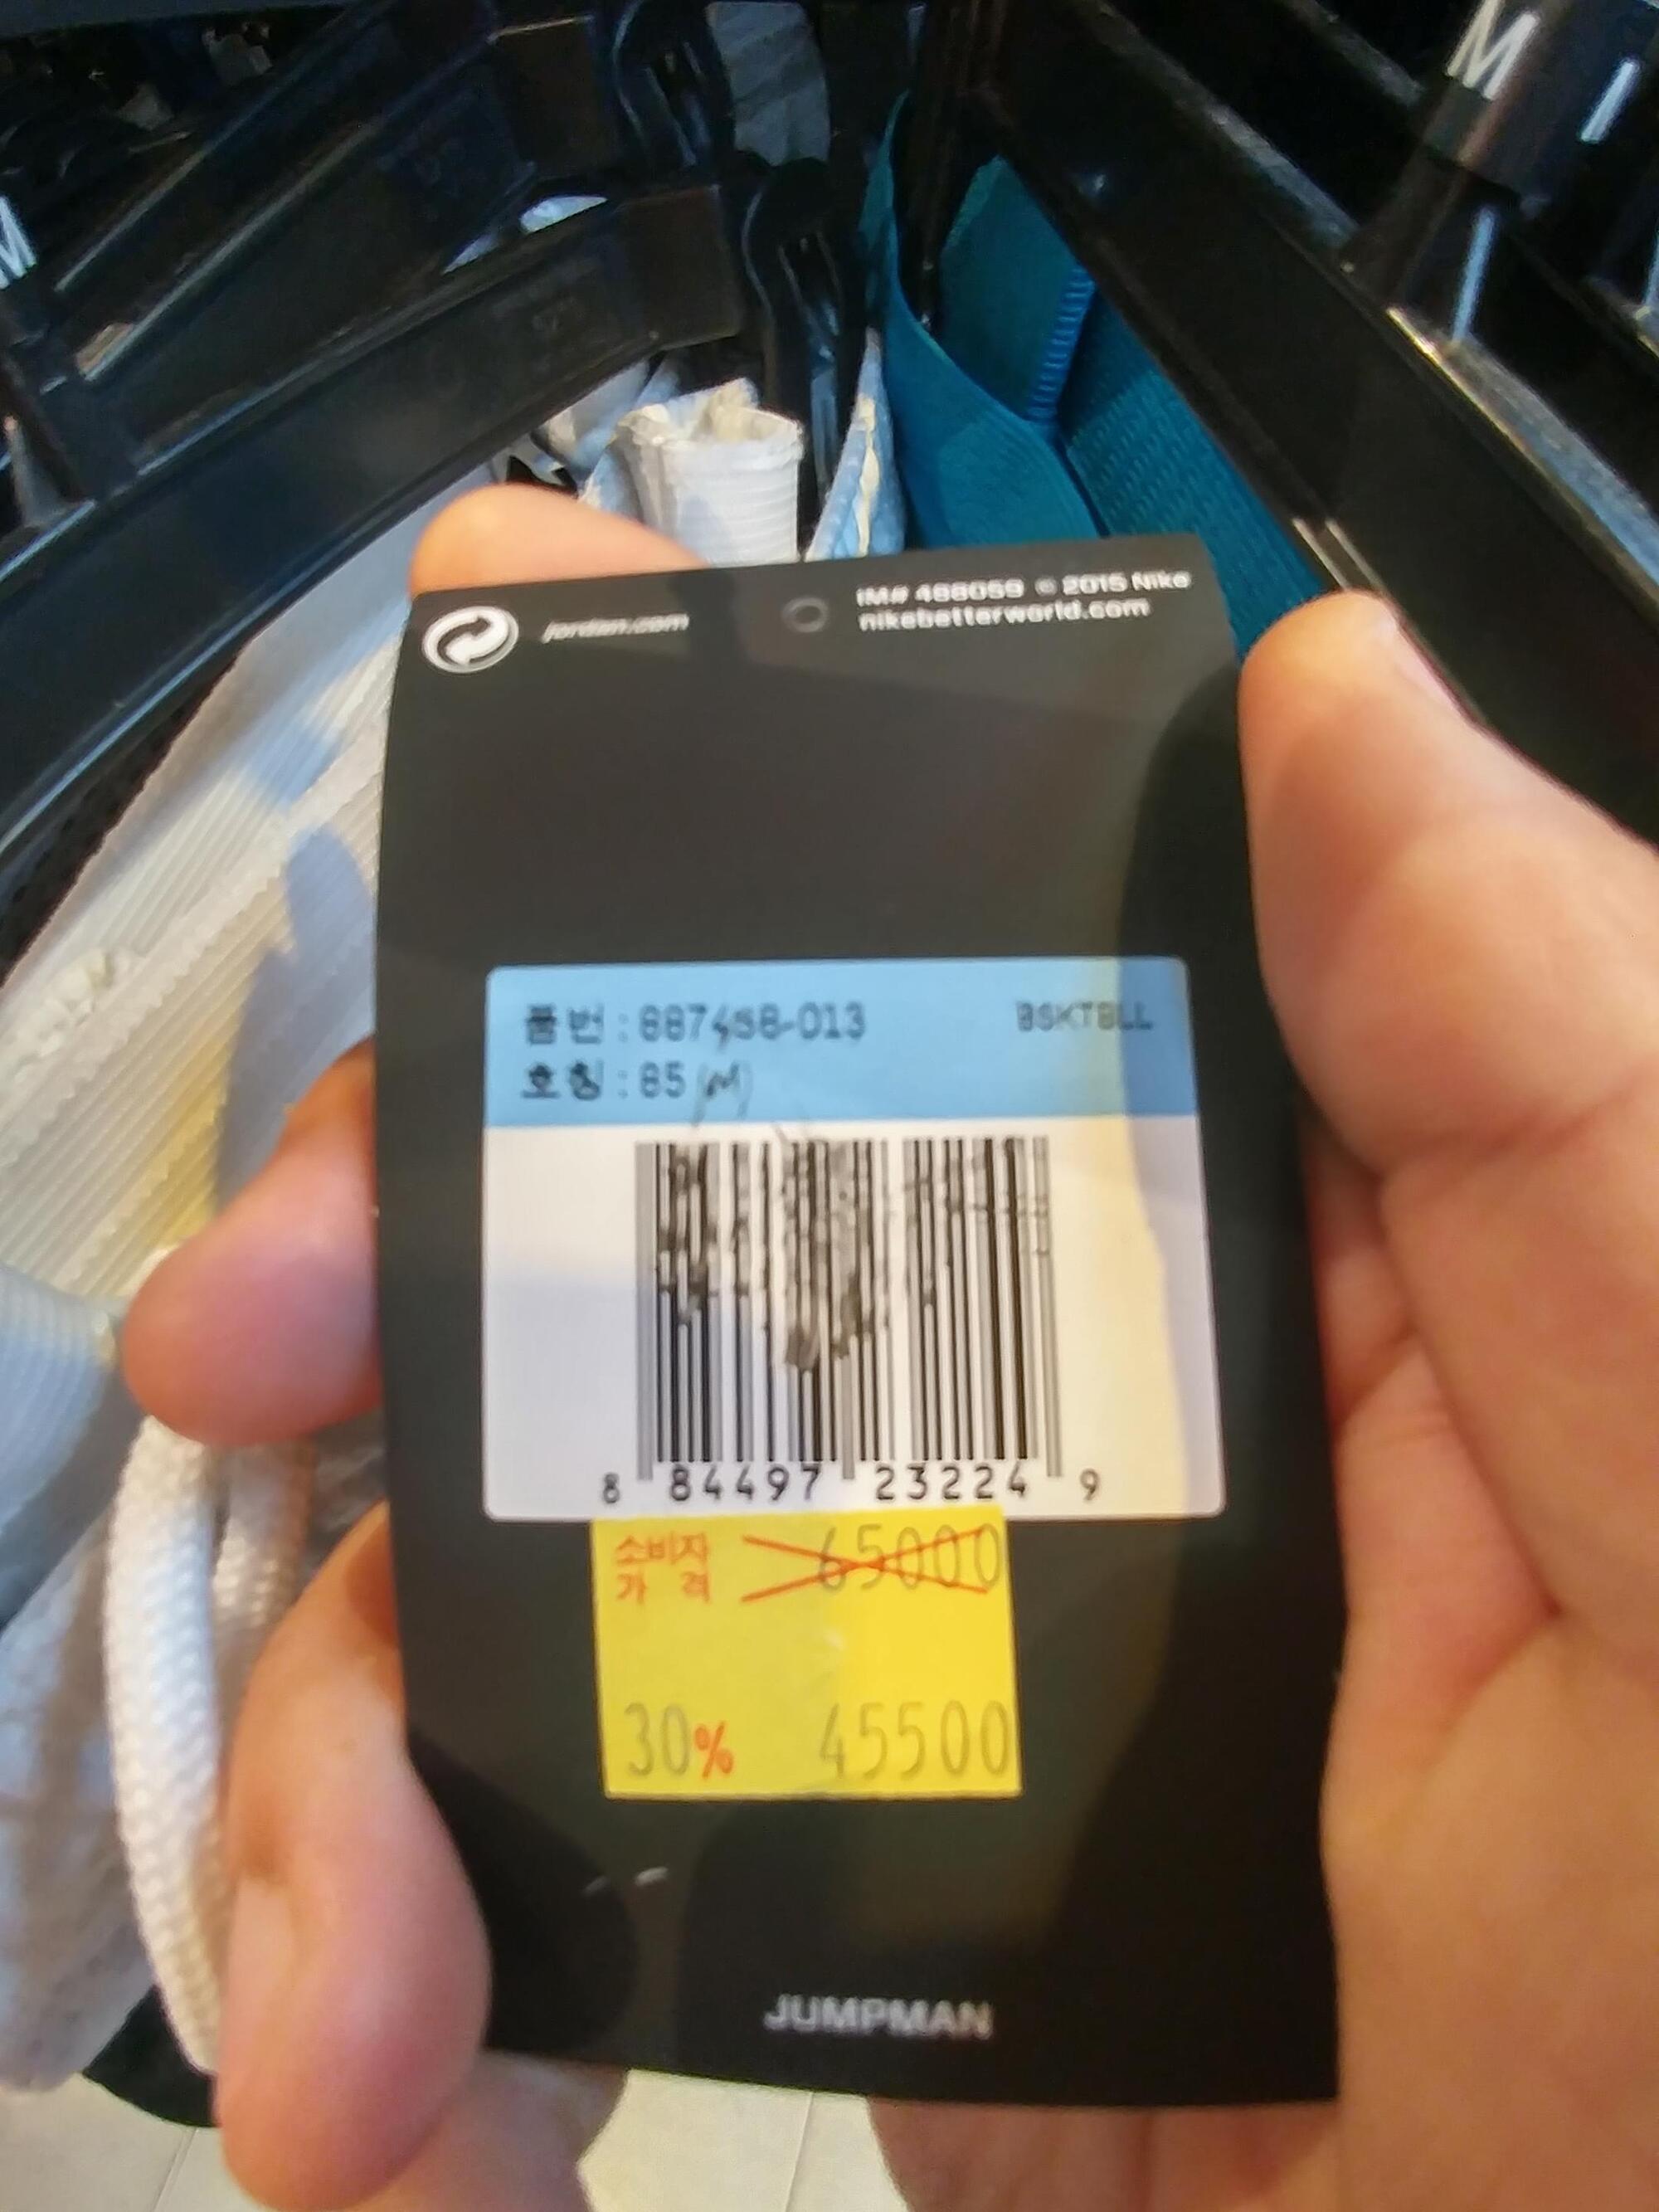 M
M
jordan.com
IM# 488059 © 2015 Nike
nikebetterworld.com
품번 : 887458-013 BSKTBLL
호칭 : 85 (M)
8 84497 23224 9
소비자
가 격 65000
30% 45500
JUMPMAN